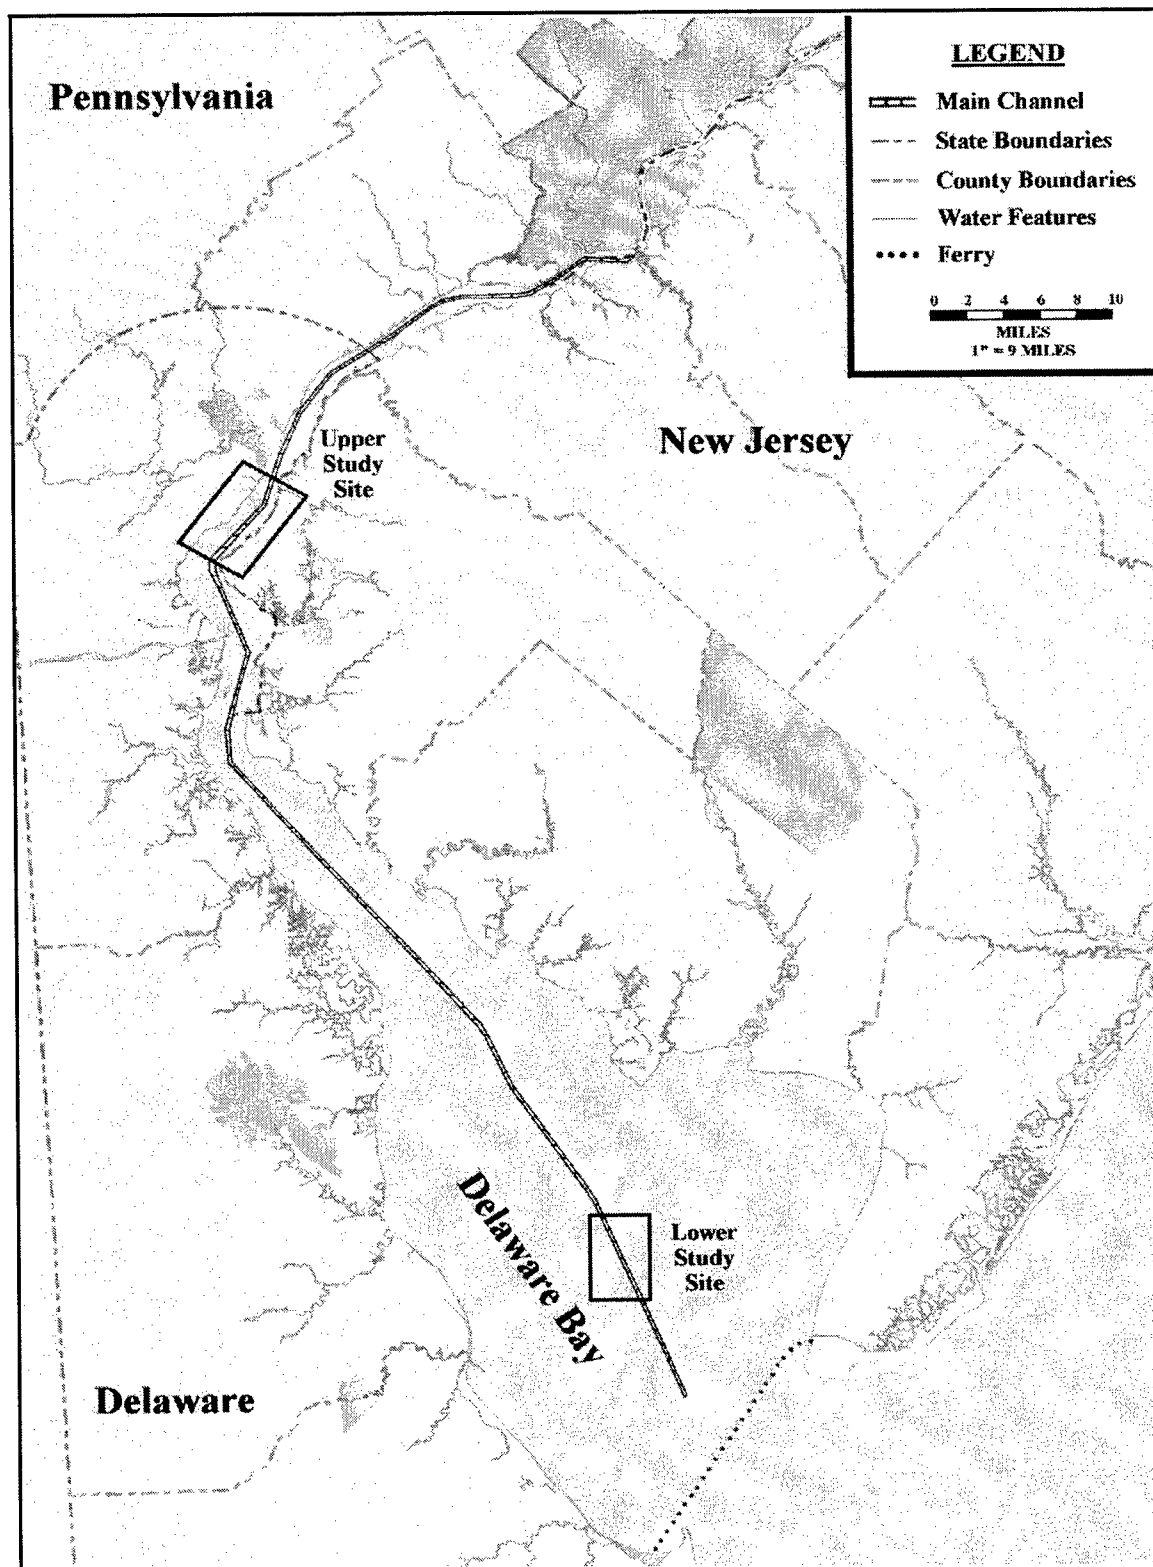 Pennsylvania
LEGEND
Main Channel
State Boundaries
County Boundaries
Water Features
Ferry
0 2 4 6 8 10
MILES
1" = 9 MILES
Upper
Study
Site
New Jersey
Delaware Bay
Lower
Study
Site
Delaware